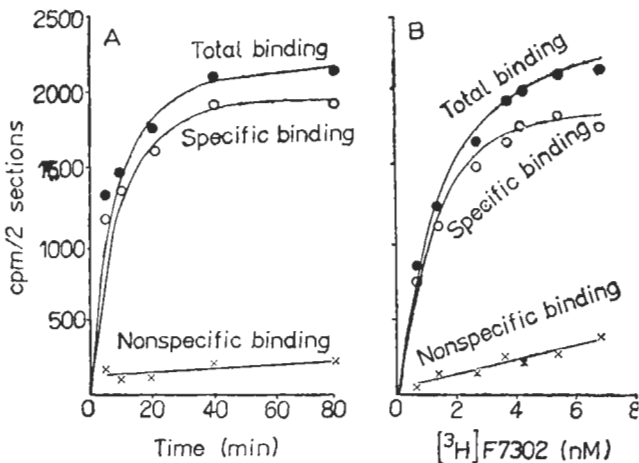 A
2500
2000
1500
1000
500
cpm/2 sections
Total binding
Specific binding
Nonspecific binding
0 20 40 60 80
Time (min)
B
Total binding
Specific binding
Nonspecific binding
0 2 4 6 8
[³H]F7302 (nM)